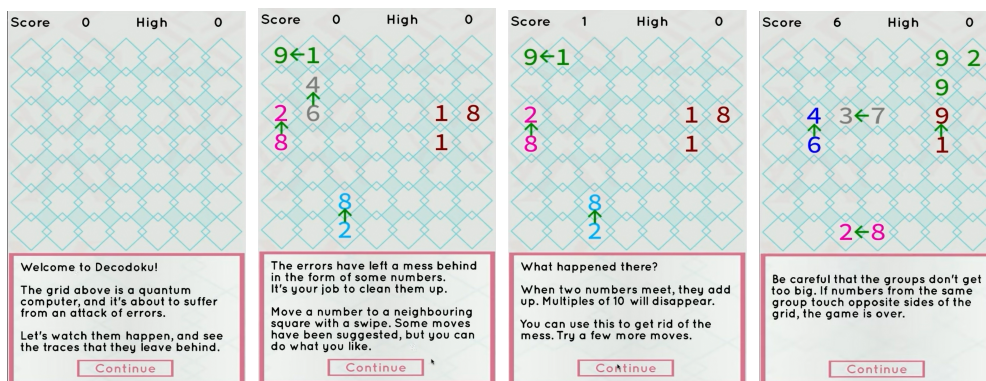 Score 0 High 0
Welcome to Decodoku!
The grid above is a quantum
computer, and it's about to suffer
from an attack of errors.
Let's watch them happen, and see
the traces that they leave behind.
Continue
Score 0 High 0
9←1
4
↑
2 6 1 8
↑
8 1
8
↑
2
The errors have left a mess behind
in the form of some numbers.
It's your job to clean them up.
Move a number to a neighbouring
square with a swipe. Some moves
have been suggested, but you can
do what you like.
Continue
Score 1 High 0
9←1
2 1 8
↑
8 1
8
↑
2
What happened there?
When two numbers meet, they add
up. Multiples of 10 will disappear.
You can use this to get rid of the
mess. Try a few more moves.
Continue
Score 6 High 0
9 2
9
4 3←7 9
↑ ↑
6 1
2←8
Be careful that the groups don't get
too big. If numbers from the same
group touch opposite sides of the
grid, the game is over.
Continue